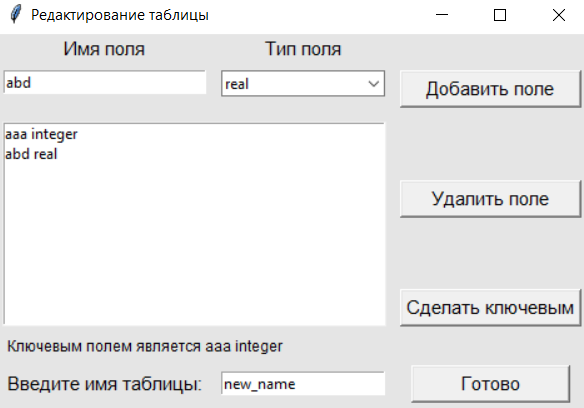 Редактирование таблицы
Имя поля
Тип поля
abd
real
Добавить поле
aaa integer
abd real
Удалить поле
Сделать ключевым
Ключевым полем является aaa integer
Введите имя таблицы:
new_name
Готово